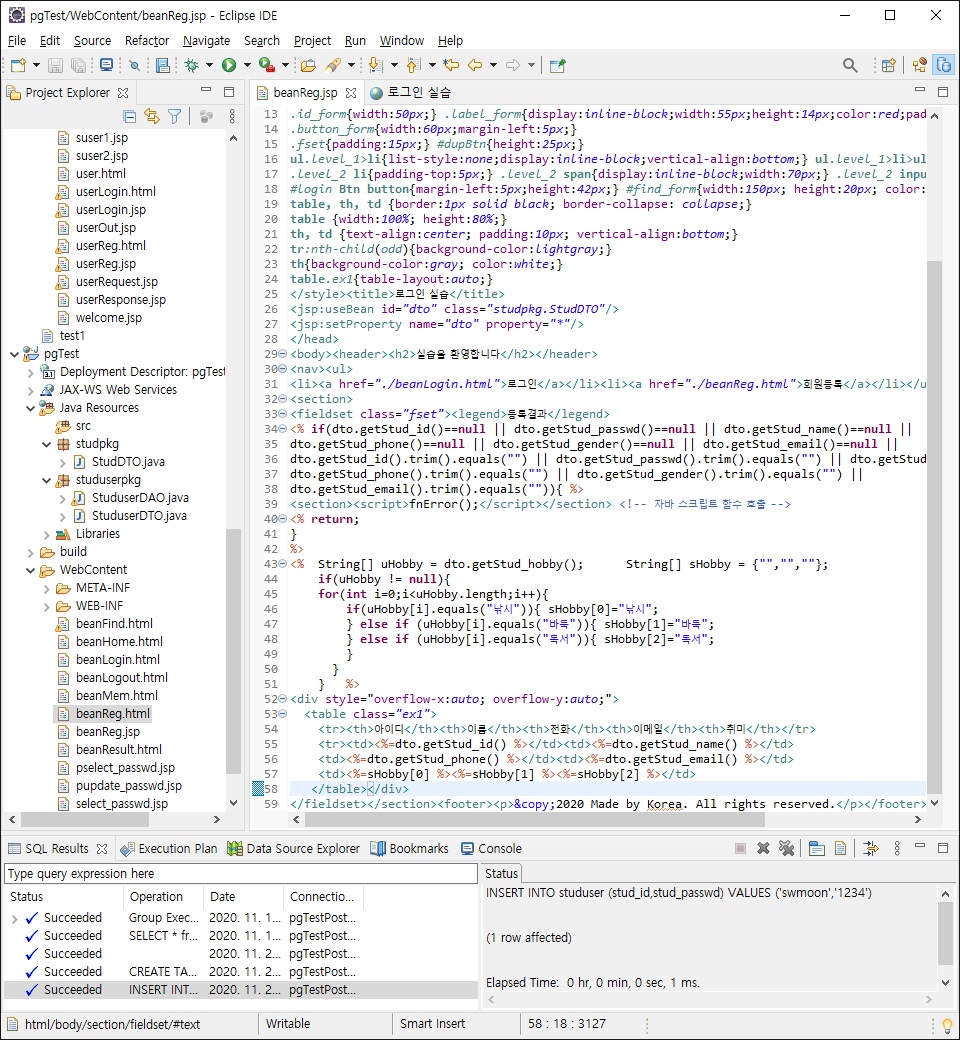 pgTest/WebContent/beanReg.jsp - Eclipse IDE
File Edit Source Refactor Navigate Search Project Run Window Help
Project Explorer
suser1.jsp
suser2.jsp
user.html
userLogin.html
userLogin.jsp
userOut.jsp
userReg.html
userReg.jsp
userRequest.jsp
userResponse.jsp
welcome.jsp
test1
pgTest
Deployment Descriptor: pgTest
JAX-WS Web Services
Java Resources
src
studpkg
StudDTO.java
studuserpkg
StuduserDAO.java
StuduserDTO.java
Libraries
build
WebContent
META-INF
WEB-INF
beanFind.html
beanHome.html
beanLogin.html
beanLogout.html
beanMem.html
beanReg.html
beanReg.jsp
beanResult.html
pselect_passwd.jsp
pupdate_passwd.jsp
select_passwd.jsp
beanReg.jsp 로그인 실습
13 .id_form{width:50px;} .label_form{display:inline-block;width:55px;height:14px;color:red;pad
14 .button_form{width:60px;margin-left:5px;}
15 .fset{padding:15px;} #dupBtn{height:25px;}
16 ul.level_1>li{list-style:none;display:inline-block;vertical-align:bottom;} ul.level_1>li>ul
17 .level_2 li{padding-top:5px;} .level_2 span{display:inline-block;width:70px;} .level_2 inpu
18 #login Btn button{margin-left:5px;height:42px;} #find_form{width:150px; height:20px; color:
19 table, th, td {border:1px solid black; border-collapse: collapse;}
20 table {width:100%; height:80%;}
21 th, td {text-align:center; padding:10px; vertical-align:bottom;}
22 tr:nth-child(odd){background-color:lightgray;}
23 th{background-color:gray; color:white;}
24 table.ex1{table-layout:auto;}
25 </style><title>로그인 실습</title>
26 <jsp:useBean id="dto" class="studpkg.StudDTO"/>
27 <jsp:setProperty name="dto" property="*"/>
28 </head>
29 <body><header><h2>실습을 환영합니다</h2></header>
30 <nav><ul>
31 <li><a href="./beanLogin.html">로그인</a></li><li><a href="./beanReg.html">회원등록</a></li></u
32 <section>
33 <fieldset class="fset"><legend>등록결과</legend>
34 <% if(dto.getStud_id()==null || dto.getStud_passwd()==null || dto.getStud_name()==null ||
35 dto.getStud_phone()==null || dto.getStud_gender()==null || dto.getStud_email()==null ||
36 dto.getStud_id().trim().equals("") || dto.getStud_passwd().trim().equals("") || dto.getStud
37 dto.getStud_phone().trim().equals("") || dto.getStud_gender().trim().equals("") ||
38 dto.getStud_email().trim().equals("")){ %>
39 <section><script>fnError();</script></section> <!-- 자바 스크립트 함수 호출 -->
40 <% return;
41 }
42 %>
43 <% String[] uHobby = dto.getStud_hobby(); String[] sHobby = {"","",""};
44 if(uHobby != null){
45 for(int i=0;i<uHobby.length;i++){
46 if(uHobby[i].equals("낚시")){ sHobby[0]="낚시";
47 } else if (uHobby[i].equals("바둑")){ sHobby[1]="바둑";
48 } else if (uHobby[i].equals("독서")){ sHobby[2]="독서";
49 }
50 }
51 } %>
52 <div style="overflow-x:auto; overflow-y:auto;">
53 <table class="ex1">
54 <tr><th>아이디</th><th>이름</th><th>전화</th><th>이메일</th><th>취미</th></tr>
55 <tr><td><%=dto.getStud_id() %></td><td><%=dto.getStud_name() %></td>
56 <td><%=dto.getStud_phone() %></td><td><%=dto.getStud_email() %></td>
57 <td><%=sHobby[0] %><%=sHobby[1] %><%=sHobby[2] %></td>
58 </table></div>
59 </fieldset></section><footer><p>&copy;2020 Made by Korea. All rights reserved.</p></footer>
SQL Results Execution Plan Data Source Explorer Bookmarks Console
Type query expression here
Status Operation Date Connectio...
Succeeded Group Exec... 2020. 11. 1... pgTestPost...
Succeeded SELECT * fr... 2020. 11. 1... pgTestPost...
Succeeded 2020. 11. 2... pgTestPost...
Succeeded CREATE TA... 2020. 11. 2... pgTestPost...
Succeeded INSERT INT... 2020. 11. 2... pgTestPost...
Status
INSERT INTO studuser (stud_id,stud_passwd) VALUES ('swmoon','1234')
(1 row affected)
Elapsed Time: 0 hr, 0 min, 0 sec, 1 ms.
html/body/section/fieldset/#text Writable Smart Insert 58 : 18 : 3127